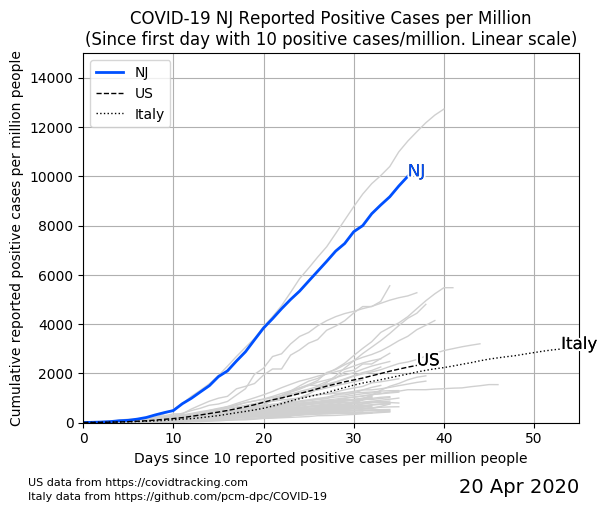 COVID-19 NJ Reported Positive Cases per Million
(Since first day with 10 positive cases/million. Linear scale)
Cumulative reported positive cases per million people
14000
12000
10000
8000
6000
4000
2000
0
NJ
US
Italy
NJ
US
Italy
0 10 20 30 40 50
Days since 10 reported positive cases per million people
US data from https://covidtracking.com
Italy data from https://github.com/pcm-dpc/COVID-19
20 Apr 2020